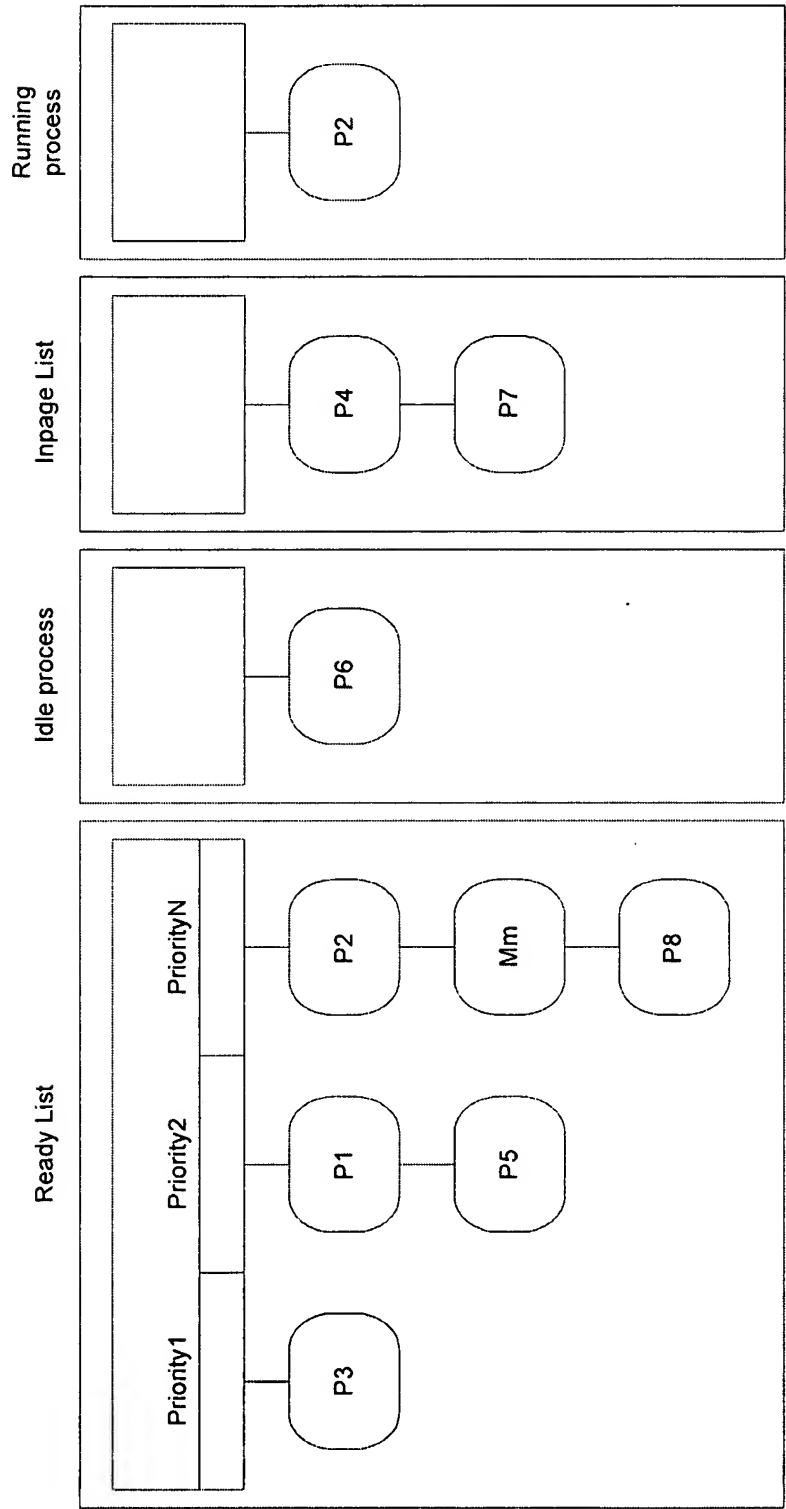 Ready List
Priority1
Priority2
PriorityN
P3
P1
P5
P2
Mm
P8
Idle process
P6
Inpage List
P4
P7
Running
process
P2